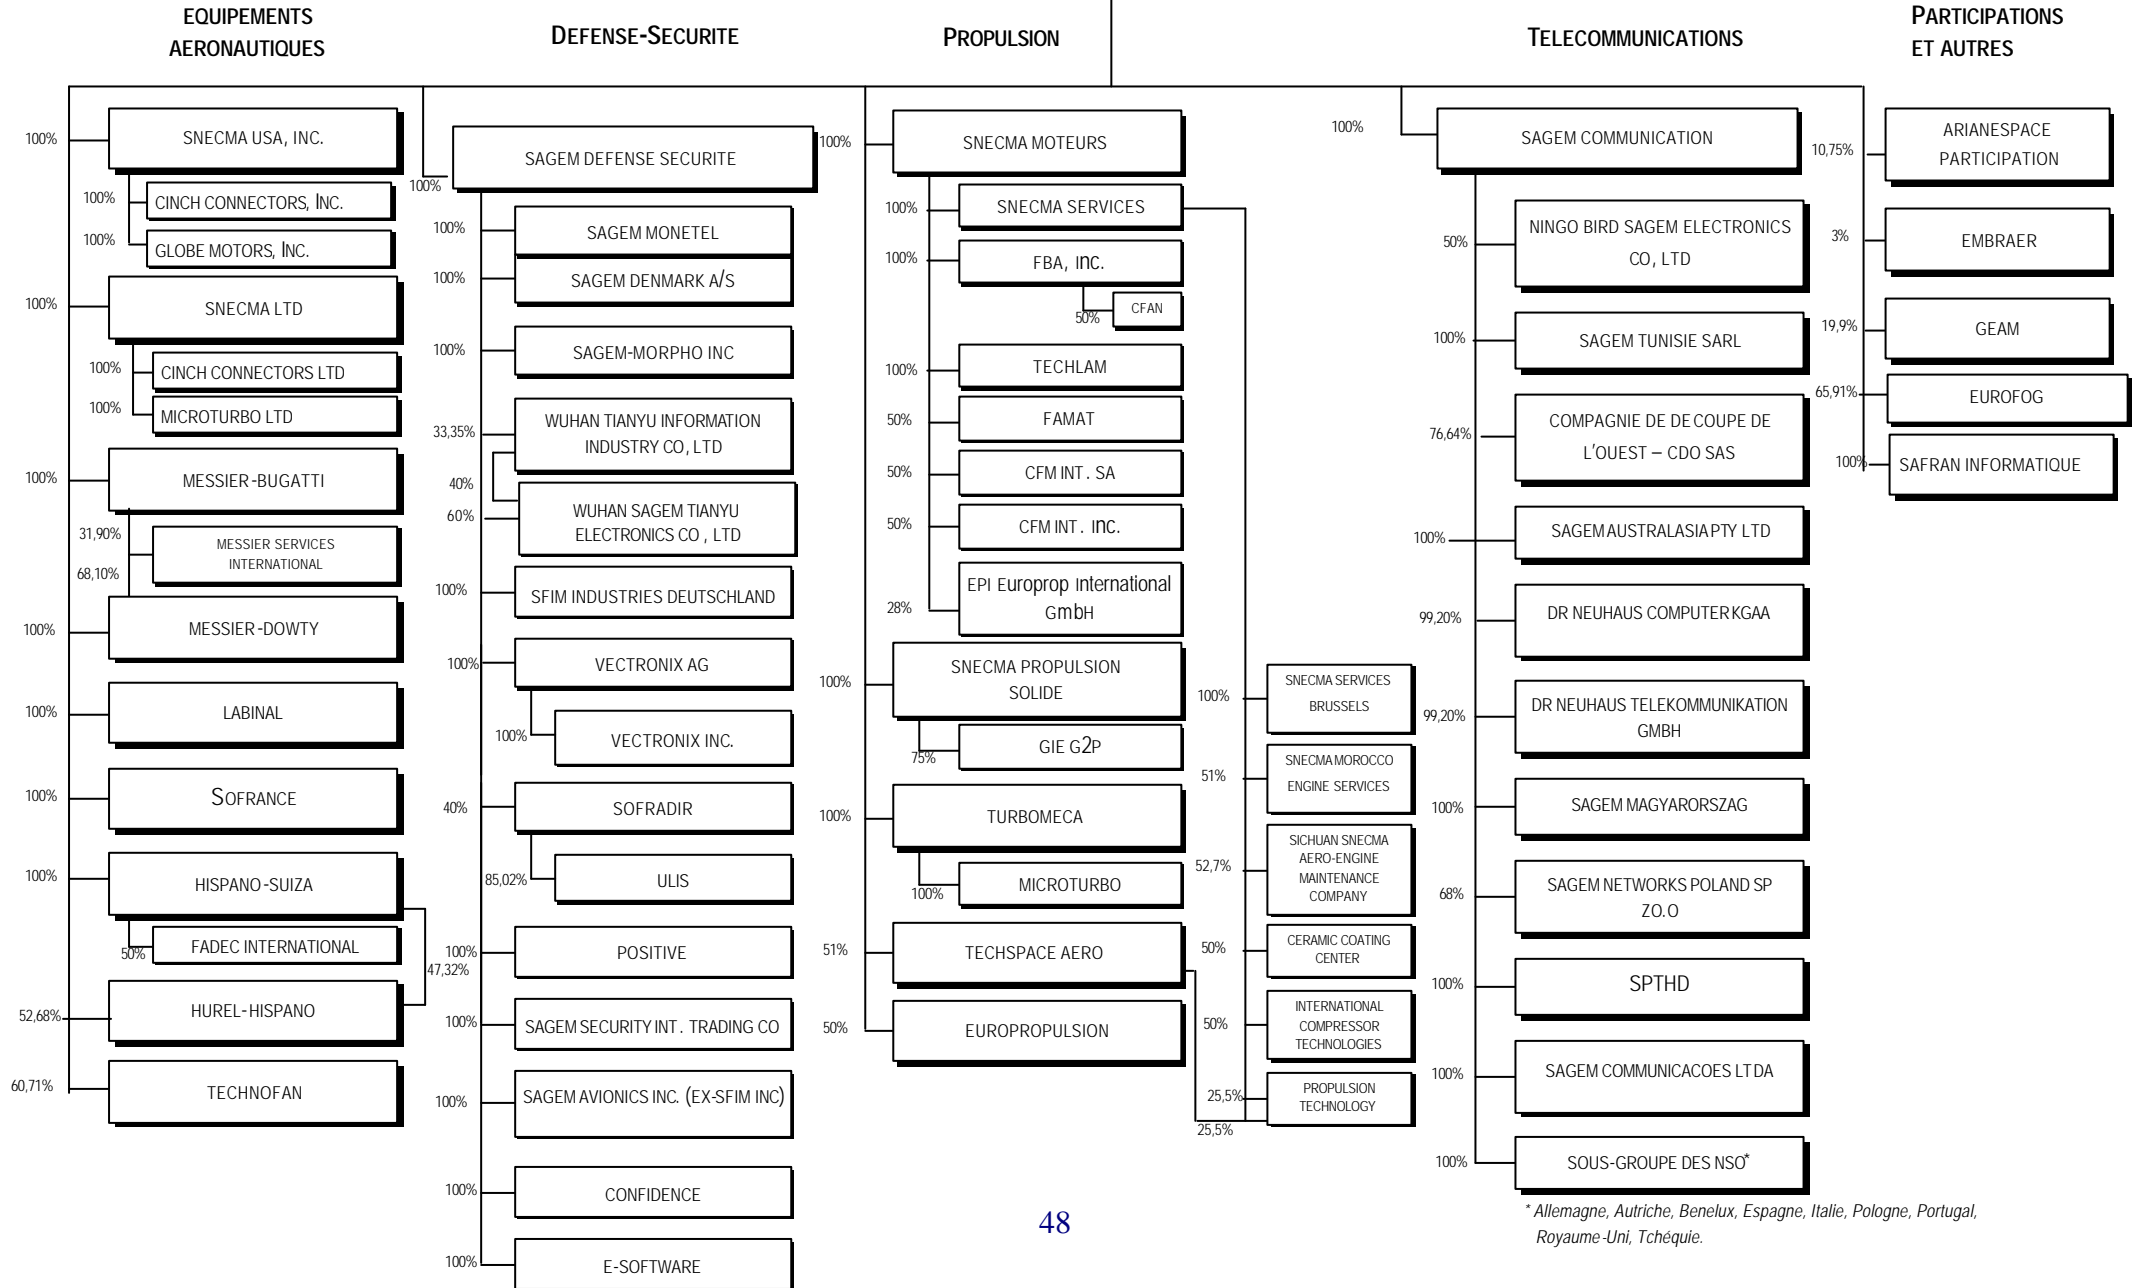 EQUIPEMENTS
AERONAUTIQUES
100%
SNECMA USA, INC.
100%
CINCH CONNECTORS, INC.
100%
GLOBE MOTORS, INC.
100%
SNECMA LTD
100%
CINCH CONNECTORS LTD
100%
MICROTURBO LTD
100%
MESSIER-BUGATTI
31,90%
MESSIER SERVICES
INTERNATIONAL
68,10%
100%
MESSIER-DOWTY
100%
LABINAL
100%
SOFRANCE
100%
HISPANO-SUIZA
50%
FADEC INTERNATIONAL
47,32%
52,68%
HUREL-HISPANO
60,71%
TECHNOFAN
DEFENSE-SECURITE
100%
SAGEM DEFENSE SECURITE
100%
SAGEM MONETEL
100%
SAGEM DENMARK A/S
100%
SAGEM-MORPHO INC
33,35%
WUHAN TIANYU INFORMATION
INDUSTRY CO, LTD
40%
60%
WUHAN SAGEM TIANYU
ELECTRONICS CO , LTD
100%
SFIM INDUSTRIES DEUTSCHLAND
100%
VECTRONIX AG
100%
VECTRONIX INC.
40%
SOFRADIR
85,02%
ULIS
100%
POSITIVE
100%
SAGEM SECURITY INT. TRADING CO
100%
SAGEM AVIONICS INC. (EX-SFIM INC)
100%
CONFIDENCE
100%
E-SOFTWARE
PROPULSION
100%
SNECMA MOTEURS
100%
SNECMA SERVICES
100%
FBA, Inc.
50%
CFAN
100%
TECHLAM
50%
FAMAT
50%
CFM INT. SA
50%
CFM INT. Inc.
28%
EPI Europrop International
GmbH
100%
SNECMA PROPULSION
SOLIDE
75%
GIE G2P
100%
TURBOMECA
100%
MICROTURBO
51%
TECHSPACE AERO
50%
EUROPROPULSION
100%
SNECMA SERVICES
BRUSSELS
51%
SNECMA MOROCCO
ENGINE SERVICES
52,7%
SICHUAN SNECMA
AERO-ENGINE
MAINTENANCE
COMPANY
50%
CERAMIC COATING
CENTER
50%
INTERNATIONAL
COMPRESSOR
TECHNOLOGIES
25,5%
PROPULSION
TECHNOLOGY
25,5%
TELECOMMUNICATIONS
100%
SAGEM COMMUNICATION
50%
NINGO BIRD SAGEM ELECTRONICS
CO, LTD
100%
SAGEM TUNISIE SARL
76,64%
COMPAGNIE DE DECOUPE DE
L'OUEST – CDO SAS
100%
SAGEM AUSTRALASIA PTY LTD
99,20%
DR NEUHAUS COMPUTER KGAA
99,20%
DR NEUHAUS TELEKOMMUNIKATION
GMBH
100%
SAGEM MAGYARORSZAG
68%
SAGEM NETWORKS POLAND SP
ZO.O
100%
SPTHD
100%
SAGEM COMMUNICACOES LTDA
100%
SOUS-GROUPE DES NSO*
* Allemagne, Autriche, Benelux, Espagne, Italie, Pologne, Portugal,
Royaume-Uni, Tchéquie.
PARTICIPATIONS
ET AUTRES
10,75%
ARIANESPACE
PARTICIPATION
3%
EMBRAER
19,9%
GEAM
65,91%
EUROFOG
100%
SAFRAN INFORMATIQUE
48